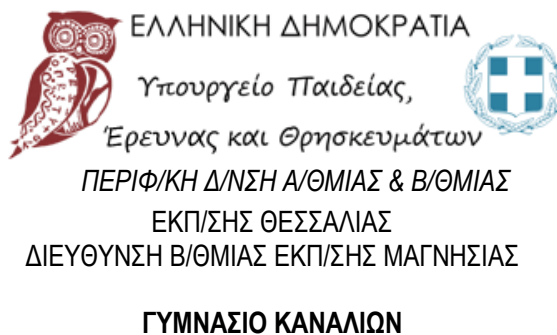 ΕΛΛΗΝΙΚΗ ΔΗΜΟΚΡΑΤΙΑ
Υπουργείο Παιδείας,
Έρευνας και Θρησκευμάτων
ΠΕΡΙΦ/ΚΗ Δ/ΝΣΗ Α/ΘΜΙΑΣ & Β/ΘΜΙΑΣ
ΕΚΠ/ΣΗΣ ΘΕΣΣΑΛΙΑΣ
ΔΙΕΥΘΥΝΣΗ Β/ΘΜΙΑΣ ΕΚΠ/ΣΗΣ ΜΑΓΝΗΣΙΑΣ
ΓΥΜΝΑΣΙΟ ΚΑΝΑΛΙΩΝ